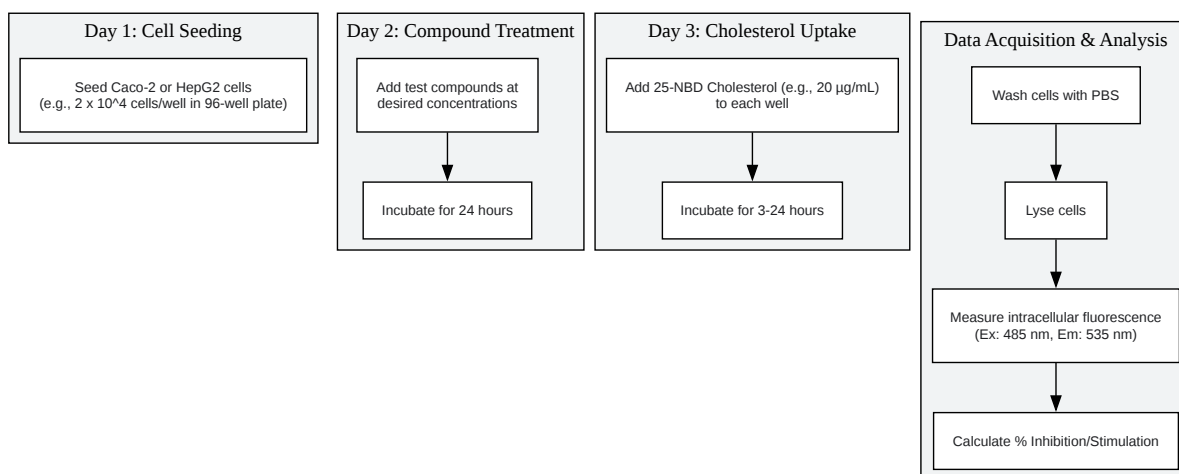 Day 1: Cell Seeding
Seed Caco-2 or HepG2 cells
(e.g., 2 x 10^4 cells/well in 96-well plate)
Day 2: Compound Treatment
Add test compounds at
desired concentrations
Incubate for 24 hours
Day 3: Cholesterol Uptake
Add 25-NBD Cholesterol (e.g., 20 µg/mL)
to each well
Incubate for 3-24 hours
Data Acquisition & Analysis
Wash cells with PBS
Lyse cells
Measure intracellular fluorescence
(Ex: 485 nm, Em: 535 nm)
Calculate % Inhibition/Stimulation